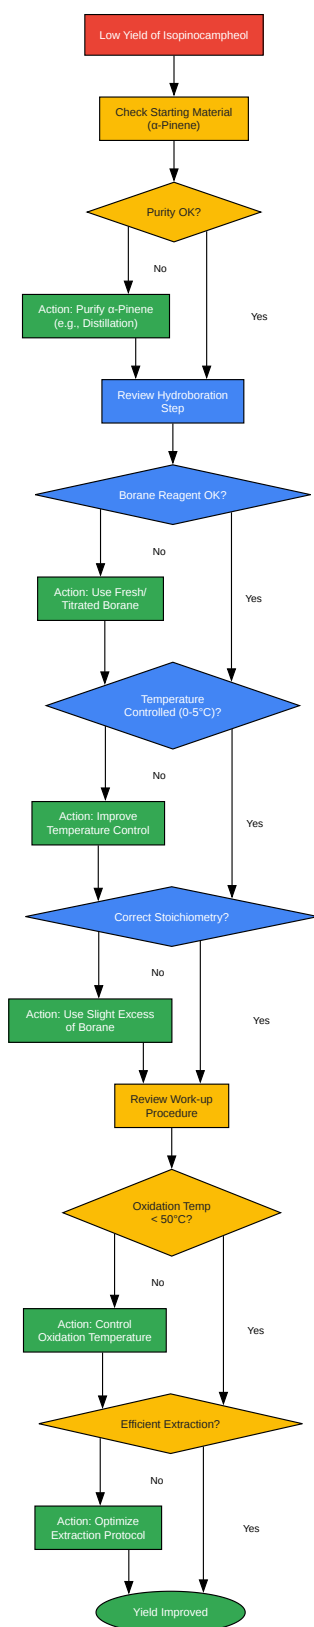 Low Yield of Isopinocampheol
Check Starting Material
(α-Pinene)
Purity OK?
No
Yes
Action: Purify α-Pinene
(e.g., Distillation)
Review Hydroboration
Step
Borane Reagent OK?
No
Yes
Action: Use Fresh/
Titrated Borane
Temperature
Controlled (0-5°C)?
No
Yes
Action: Improve
Temperature Control
Correct Stoichiometry?
No
Yes
Action: Use Slight Excess
of Borane
Review Work-up
Procedure
Oxidation Temp
< 50°C?
No
Yes
Action: Control
Oxidation Temperature
Efficient Extraction?
No
Yes
Action: Optimize
Extraction Protocol
Yield Improved